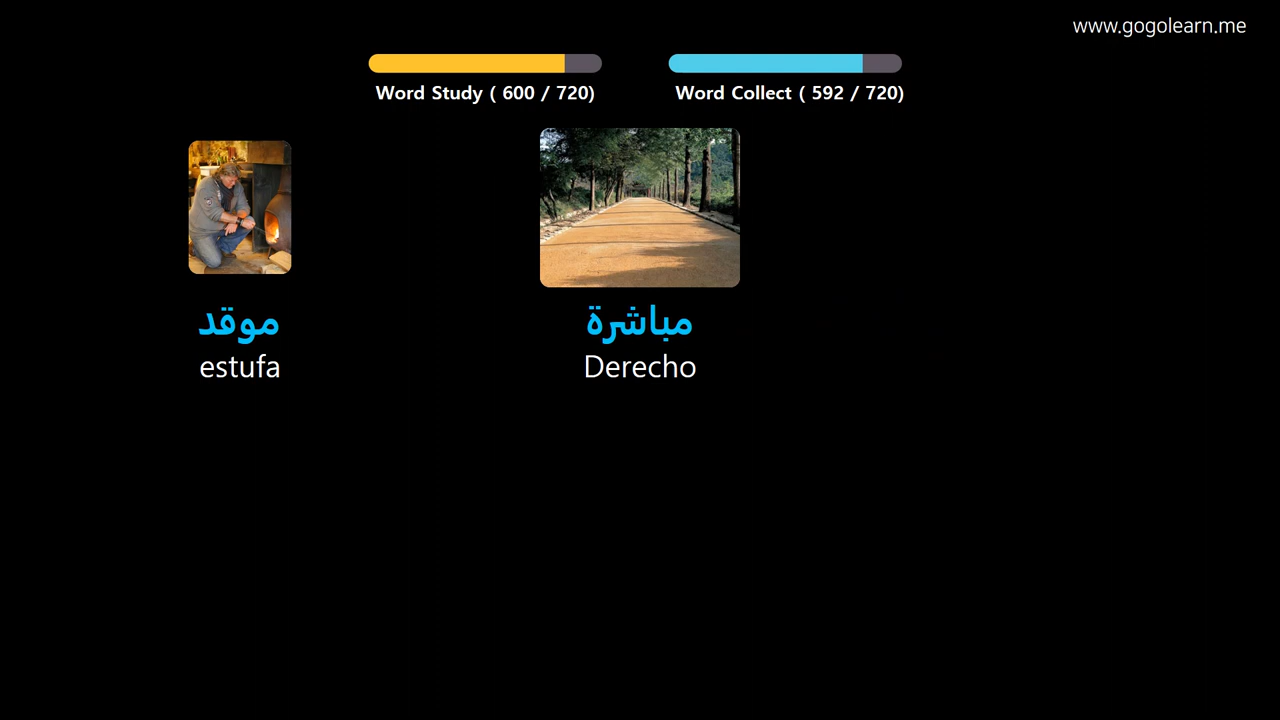 www.gogolearn.me
Word Study ( 600 / 720)
Word Collect ( 592 / 720)
موقد
estufa
مباشرة
Derecho